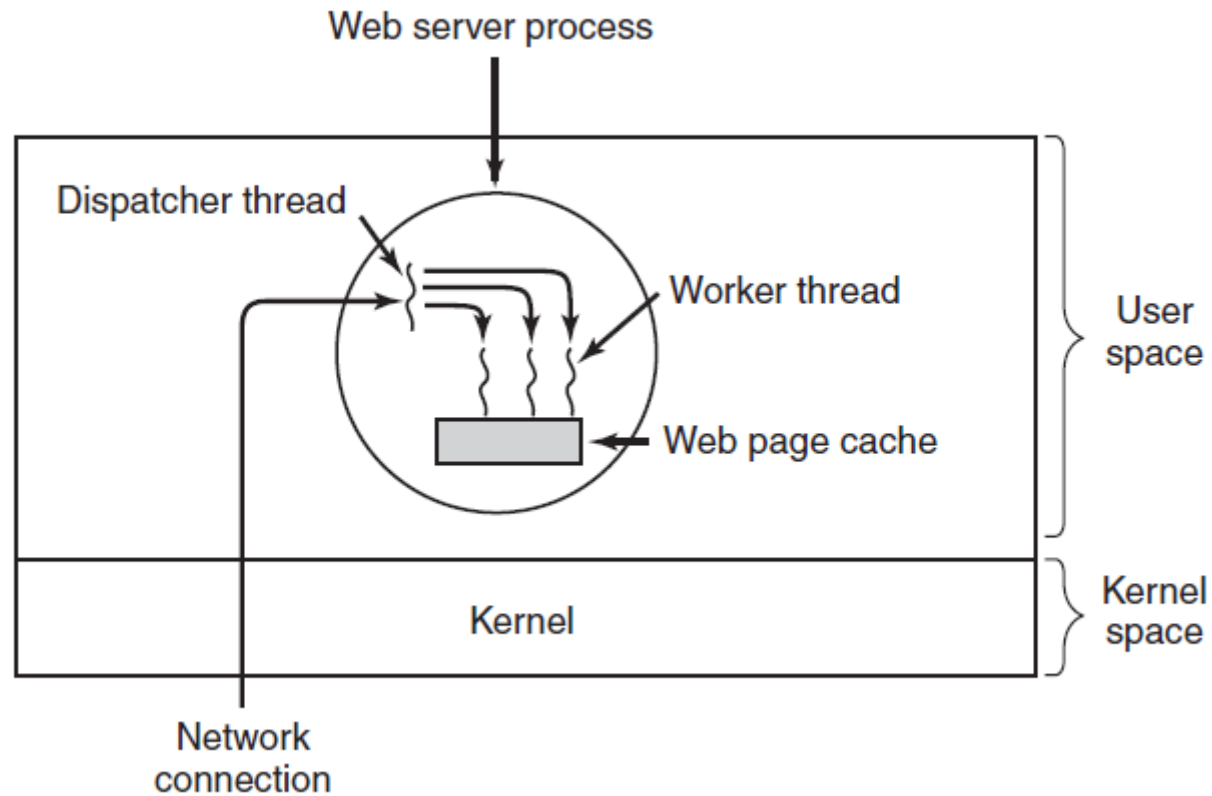 Web server process
Dispatcher thread
Worker thread
Web page cache
User
space
Kernel
Kernel
space
Network
connection